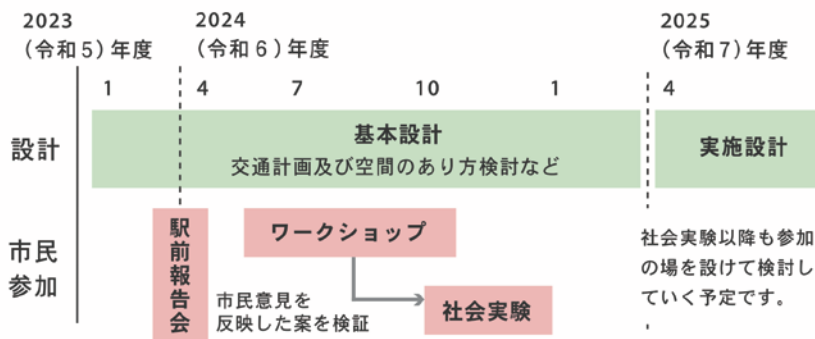 2023
(令和5)年度
2024
(令和6)年度
2025
(令和7)年度
1
4
7
10
1
4
設計
基本設計
交通計画及び空間のあり方検討など
実施設計
市民
参加
駅前報告会
ワークショップ
市民意見を
反映した案を検証
社会実験
社会実験以降も参加
の場を設けて検討し
ていく予定です。